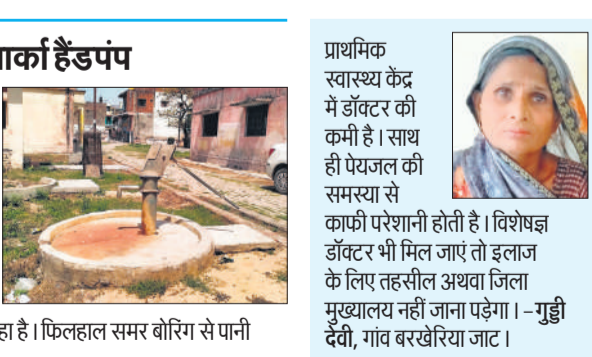 हैंडपंप
है। फिलहाल समर बोरिंग से पानी
प्राथमिक
स्वास्थ्य केंद्र
में डॉक्टर की
कमी है। साथ
ही पेयजल की
समस्या से
काफी परेशानी होती है। विशेषज्ञ
डॉक्टर भी मिल जाएं तो इलाज
के लिए तहसील अथवा जिला
मुख्यालय नहीं जाना पड़ेगा। -गुड्डी
देवी, गांव बरखेरिया जाट।